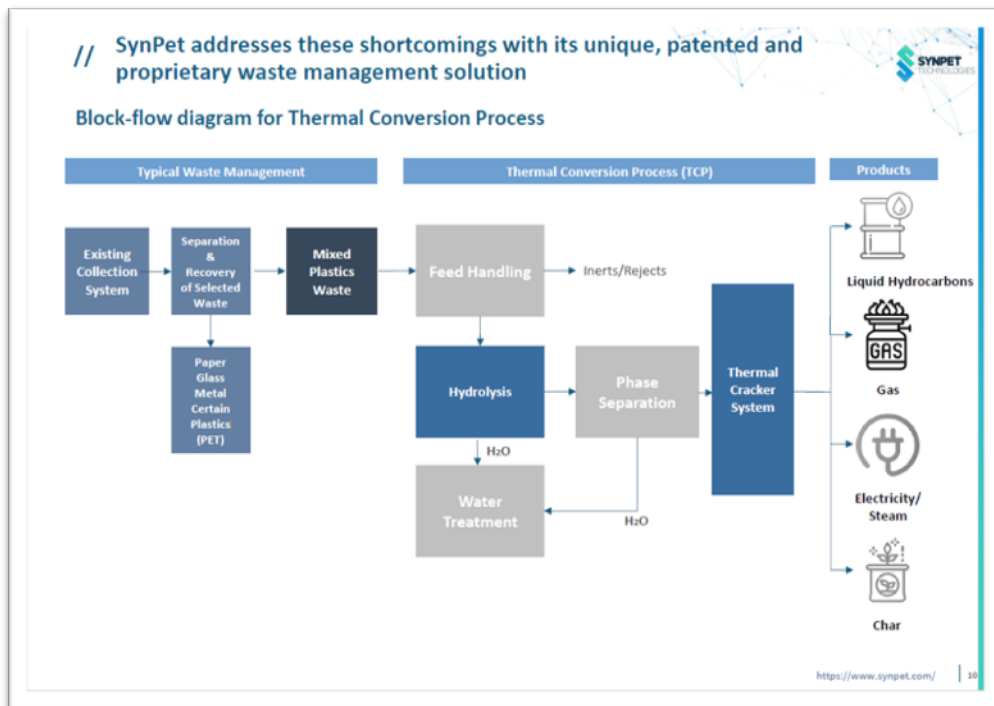 // SynPet addresses these shortcomings with its unique, patented and
proprietary waste management solution
SYNPET
TECHNOLOGIES
Block-flow diagram for Thermal Conversion Process
Typical Waste Management
Thermal Conversion Process (TCP)
Products
Existing
Collection
System
Separation
&
Recovery
of Selected
Waste
Mixed
Plastics
Waste
Feed Handling
Inerts/Rejects
Liquid Hydrocarbons
Paper
Glass
Metal
Certain
Plastics
(PET)
Hydrolysis
Phase
Separation
Thermal
Cracker
System
GAS
Gas
H₂O
Water
Treatment
H₂O
Electricity/
Steam
Char
https://www.synpet.com/
10